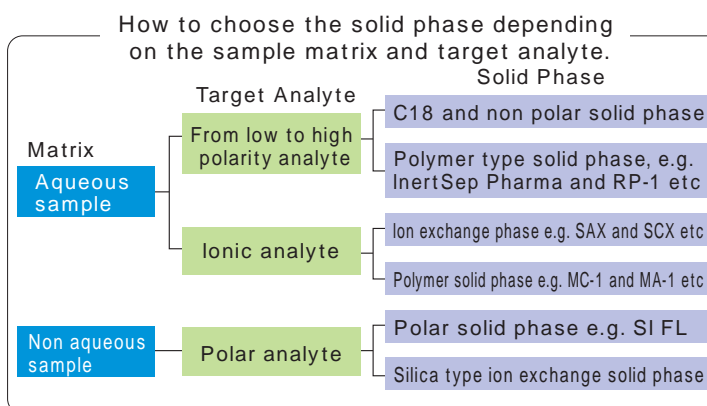 How to choose the solid phase depending
on the sample matrix and target analyte.
Solid Phase
Target Analyte
Matrix
Aqueous
sample
From low to high
polarity analyte
C18 and non polar solid phase
Polymer type solid phase, e.g.
InertSep Pharma and RP-1 etc
Ionic analyte
Ion exchange phase e.g. SAX and SCX etc
Polymer solid phase e.g. MC-1 and MA-1 etc
Non aqueous
sample
Polar analyte
Polar solid phase e.g. SI FL
Silica type ion exchange solid phase